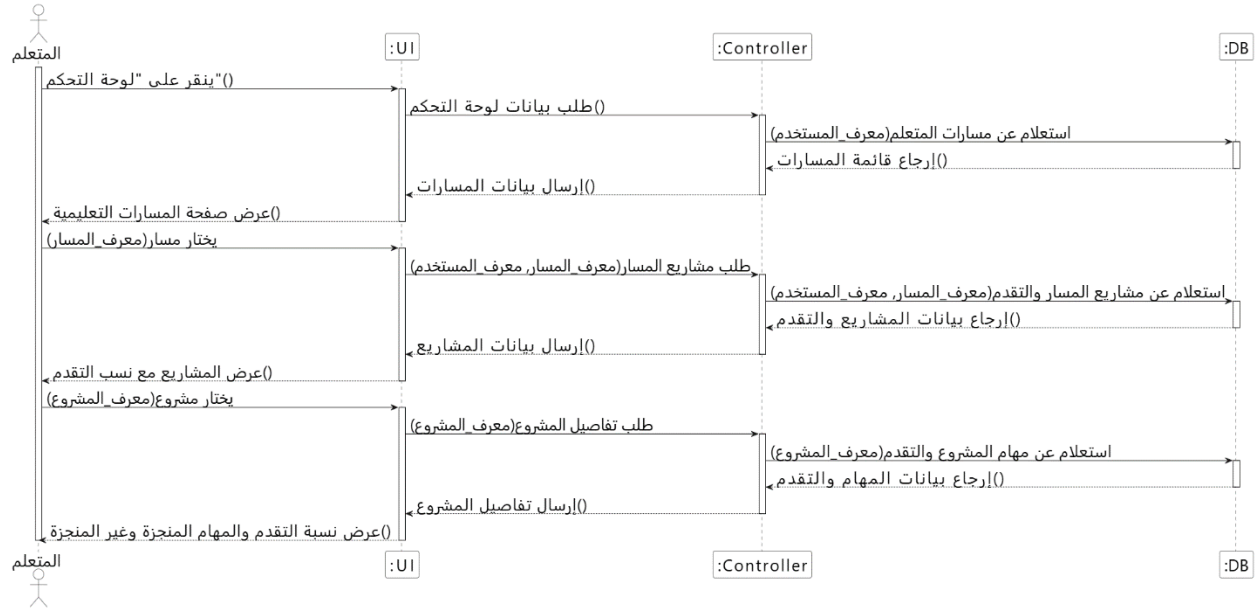 المتعلم
:UI
:Controller
:DB
ينقر على "لوحة التحكم"()
طلب بيانات لوحة التحكم()
استعلام عن مسارات المتعلم(معرف_المستخدم)
إرجاع قائمة المسارات()
إرسال بيانات المسارات()
عرض صفحة المسارات التعليمية()
يختار مسار(معرف_المسار)
طلب مشاريع المسار(معرف_المسار, معرف_المستخدم)
استعلام عن مشاريع المسار والتقدم(معرف_المسار, معرف_المستخدم)
إرجاع بيانات المشاريع والتقدم()
إرسال بيانات المشاريع()
عرض المشاريع مع نسب التقدم()
يختار مشروع(معرف_المشروع)
طلب تفاصيل المشروع(معرف_المشروع)
استعلام عن مهام المشروع والتقدم(معرف_المشروع)
إرجاع بيانات المهام والتقدم()
إرسال تفاصيل المشروع()
عرض نسبة التقدم والمهام المنجزة وغير المنجزة()
المتعلم
:UI
:Controller
:DB